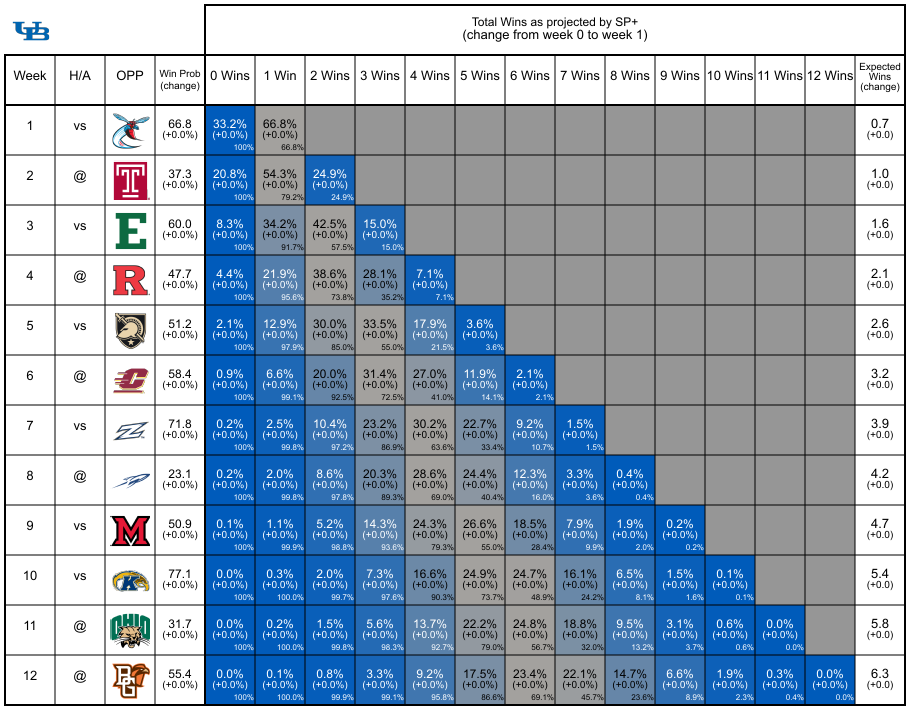 UB
Total Wins as projected by SP+
(change from week 0 to week 1)
Week H/A OPP Win Prob (change) 0 Wins 1 Win 2 Wins 3 Wins 4 Wins 5 Wins 6 Wins 7 Wins 8 Wins 9 Wins 10 Wins 11 Wins 12 Wins Expected Wins (change)
1 vs 66.8 33.2% 66.8% 0.7
(+0.0%) (+0.0%) (+0.0%) (+0.0)
100% 66.8%
2 @ T 37.3 20.8% 54.3% 24.9% 1.0
(+0.0%) (+0.0%) (+0.0%) (+0.0%) (+0.0)
100% 79.2% 24.9%
3 vs E 60.0 8.3% 34.2% 42.5% 15.0% 1.6
(+0.0%) (+0.0%) (+0.0%) (+0.0%) (+0.0%) (+0.0)
100% 91.7% 57.5% 15.0%
4 @ R 47.7 4.4% 21.9% 38.6% 28.1% 7.1% 2.1
(+0.0%) (+0.0%) (+0.0%) (+0.0%) (+0.0%) (+0.0%) (+0.0)
100% 95.6% 73.8% 35.2% 7.1%
5 vs 51.2 2.1% 12.9% 30.0% 33.5% 17.9% 3.6% 2.6
(+0.0%) (+0.0%) (+0.0%) (+0.0%) (+0.0%) (+0.0%) (+0.0%) (+0.0)
100% 97.9% 85.0% 55.0% 21.5% 3.6%
6 @ C 58.4 0.9% 6.6% 20.0% 31.4% 27.0% 11.9% 2.1% 3.2
(+0.0%) (+0.0%) (+0.0%) (+0.0%) (+0.0%) (+0.0%) (+0.0%) (+0.0%) (+0.0)
100% 99.1% 92.5% 72.5% 41.0% 14.1% 2.1%
7 vs Z 71.8 0.2% 2.5% 10.4% 23.2% 30.2% 22.7% 9.2% 1.5% 3.9
(+0.0%) (+0.0%) (+0.0%) (+0.0%) (+0.0%) (+0.0%) (+0.0%) (+0.0%) (+0.0%) (+0.0)
100% 99.8% 97.2% 86.9% 63.6% 33.4% 10.7% 1.5%
8 @ 23.1 0.2% 2.0% 8.6% 20.3% 28.6% 24.4% 12.3% 3.3% 0.4% 4.2
(+0.0%) (+0.0%) (+0.0%) (+0.0%) (+0.0%) (+0.0%) (+0.0%) (+0.0%) (+0.0%) (+0.0%) (+0.0)
100% 99.8% 97.8% 89.3% 69.0% 40.4% 16.0% 3.6% 0.4%
9 vs M 50.9 0.1% 1.1% 5.2% 14.3% 24.3% 26.6% 18.5% 7.9% 1.9% 0.2% 4.7
(+0.0%) (+0.0%) (+0.0%) (+0.0%) (+0.0%) (+0.0%) (+0.0%) (+0.0%) (+0.0%) (+0.0%) (+0.0%) (+0.0)
100% 99.9% 98.8% 93.6% 79.3% 55.0% 28.4% 9.9% 2.0% 0.2%
10 vs K 77.1 0.0% 0.3% 2.0% 7.3% 16.6% 24.9% 24.7% 16.1% 6.5% 1.5% 0.1% 5.4
(+0.0%) (+0.0%) (+0.0%) (+0.0%) (+0.0%) (+0.0%) (+0.0%) (+0.0%) (+0.0%) (+0.0%) (+0.0%) (+0.0%) (+0.0)
100% 100.0% 99.7% 97.6% 90.3% 73.7% 48.9% 24.2% 8.1% 1.6% 0.1%
11 @ OHIO 31.7 0.0% 0.2% 1.5% 5.6% 13.7% 22.2% 24.8% 18.8% 9.5% 3.1% 0.6% 0.0% 5.8
(+0.0%) (+0.0%) (+0.0%) (+0.0%) (+0.0%) (+0.0%) (+0.0%) (+0.0%) (+0.0%) (+0.0%) (+0.0%) (+0.0%) (+0.0%) (+0.0)
100% 100.0% 99.8% 98.3% 92.7% 79.0% 56.7% 32.0% 13.2% 3.7% 0.6% 0.0%
12 @ BG 55.4 0.0% 0.1% 0.8% 3.3% 9.2% 17.5% 23.4% 22.1% 14.7% 6.6% 1.9% 0.3% 0.0% 6.3
(+0.0%) (+0.0%) (+0.0%) (+0.0%) (+0.0%) (+0.0%) (+0.0%) (+0.0%) (+0.0%) (+0.0%) (+0.0%) (+0.0%) (+0.0%) (+0.0%) (+0.0)
100% 100.0% 99.9% 99.1% 95.8% 86.6% 69.1% 45.7% 23.6% 8.9% 2.3% 0.4% 0.0%